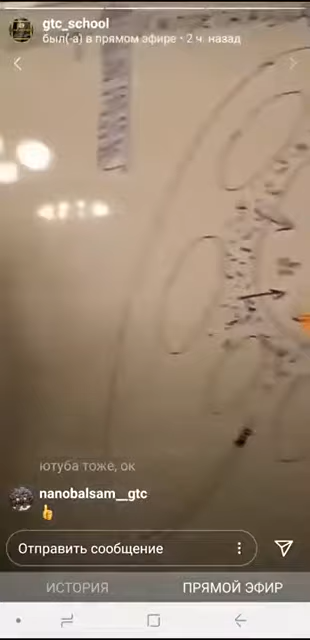 gtc_school
был(-а) в прямом эфире • 2 ч. назад
ютуба тоже, ок
nanobalsam__gtc
👍
Отправить сообщение
ИСТОРИЯ
ПРЯМОЙ ЭФИР